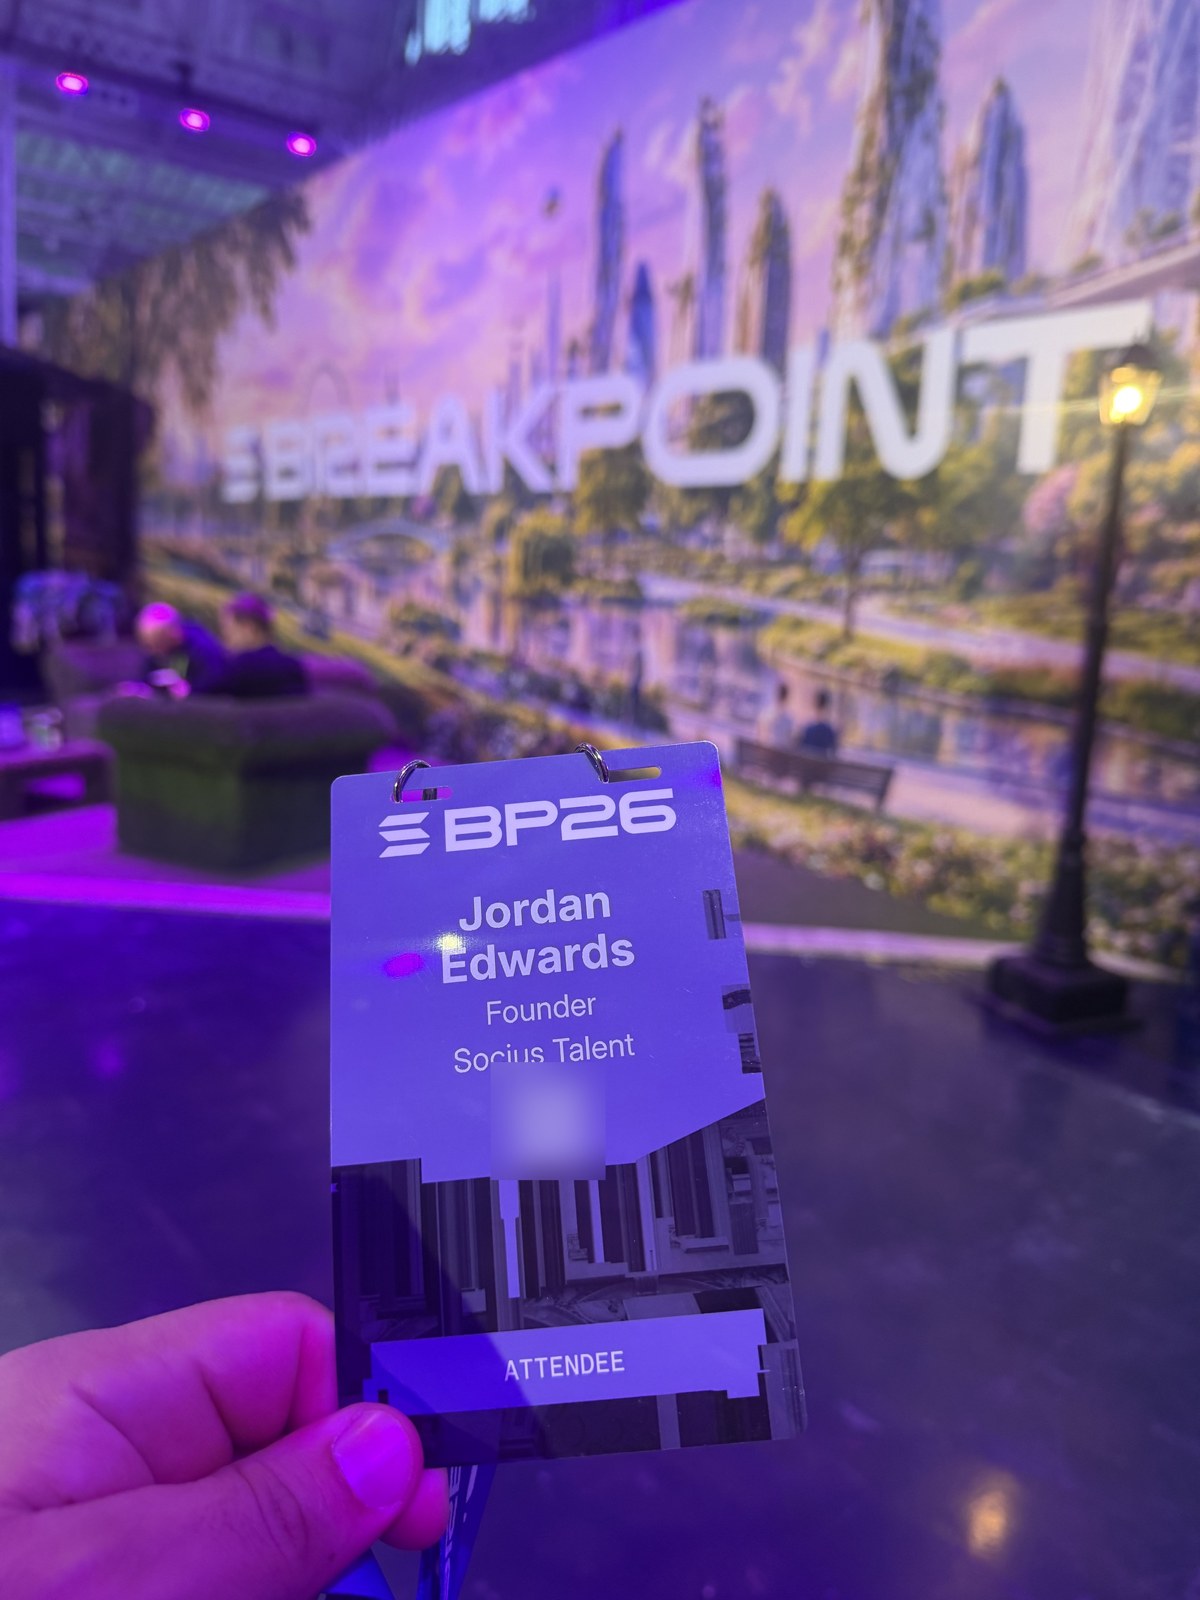 BREAKPOINT
BP26
Jordan
Edwards
Founder
Socius Talent
ATTENDEE